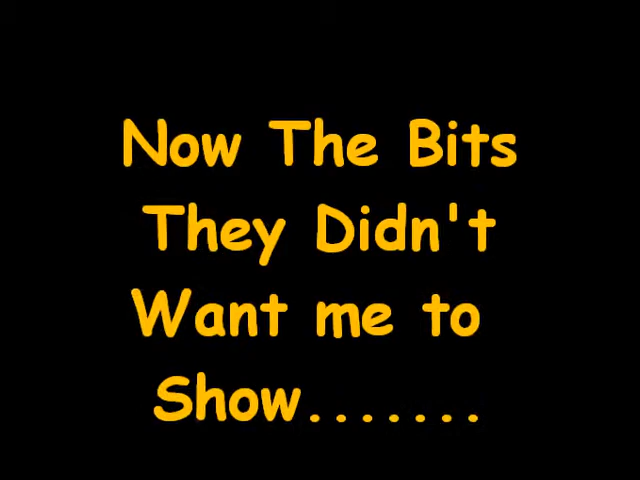 Now The Bits
They Didn't
Want me to
Show.......